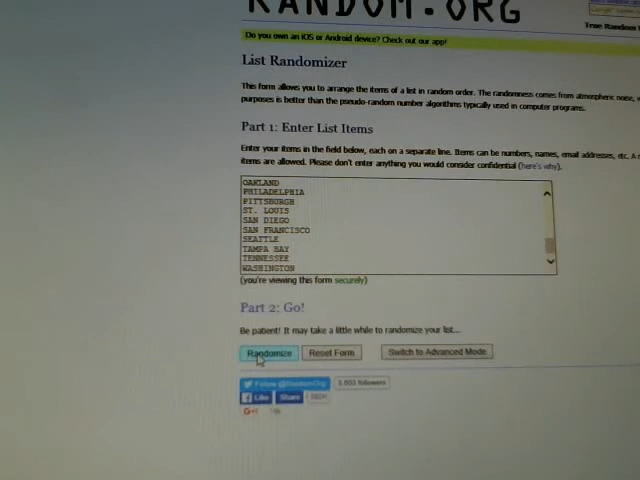 RANDOM.ORG
True Random
Do you own an iOS or Android device? Check out our app!
List Randomizer
This form allows you to arrange the items of a list in random order. The randomness comes from atmospheric noise,
purposes is better than the pseudo-random number algorithms typically used in computer programs.
Part 1: Enter List Items
Enter your items in the field below, each on a separate line. Items can be numbers, names, email addresses, etc. A
items are allowed. Please don't enter anything you would consider confidential (here's why).
OAKLAND
PHILADELPHIA
PITTSBURGH
ST. LOUIS
SAN DIEGO
SAN FRANCISCO
SEATTLE
TAMPA BAY
TENNESSEE
WASHINGTON
(you're viewing this form securely)
Part 2: Go!
Be patient! It may take a little while to randomize your list...
Randomize Reset Form Switch to Advanced Mode
Follow @RandomOrg followers
Like Share
G+1